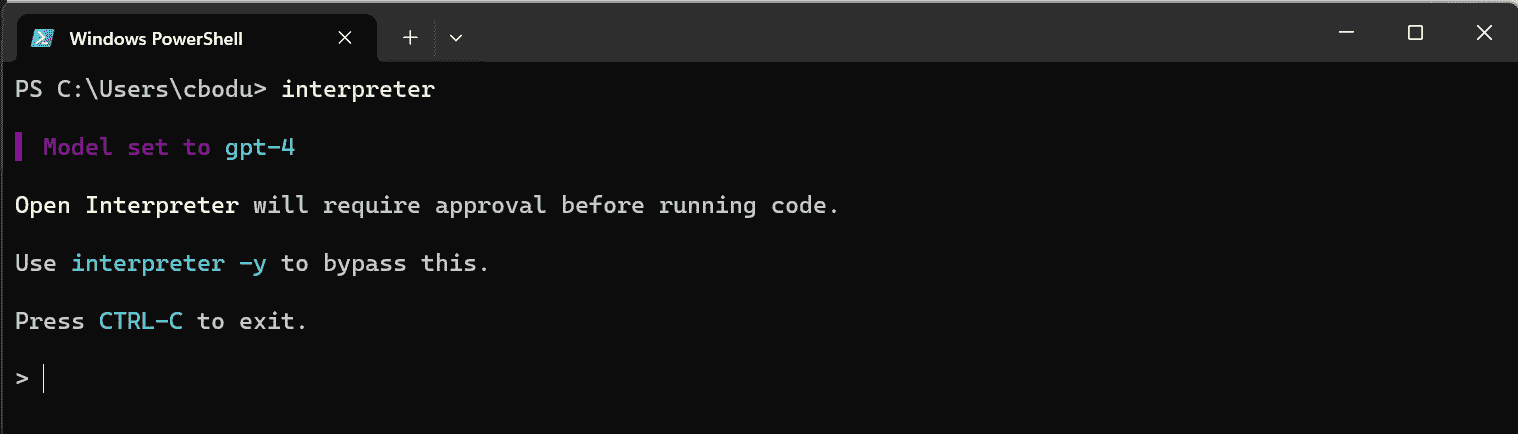 Windows PowerShell
PS C:\Users\cbodu> interpreter
Model set to gpt-4
Open Interpreter will require approval before running code.
Use interpreter -y to bypass this.
Press CTRL-C to exit.
>